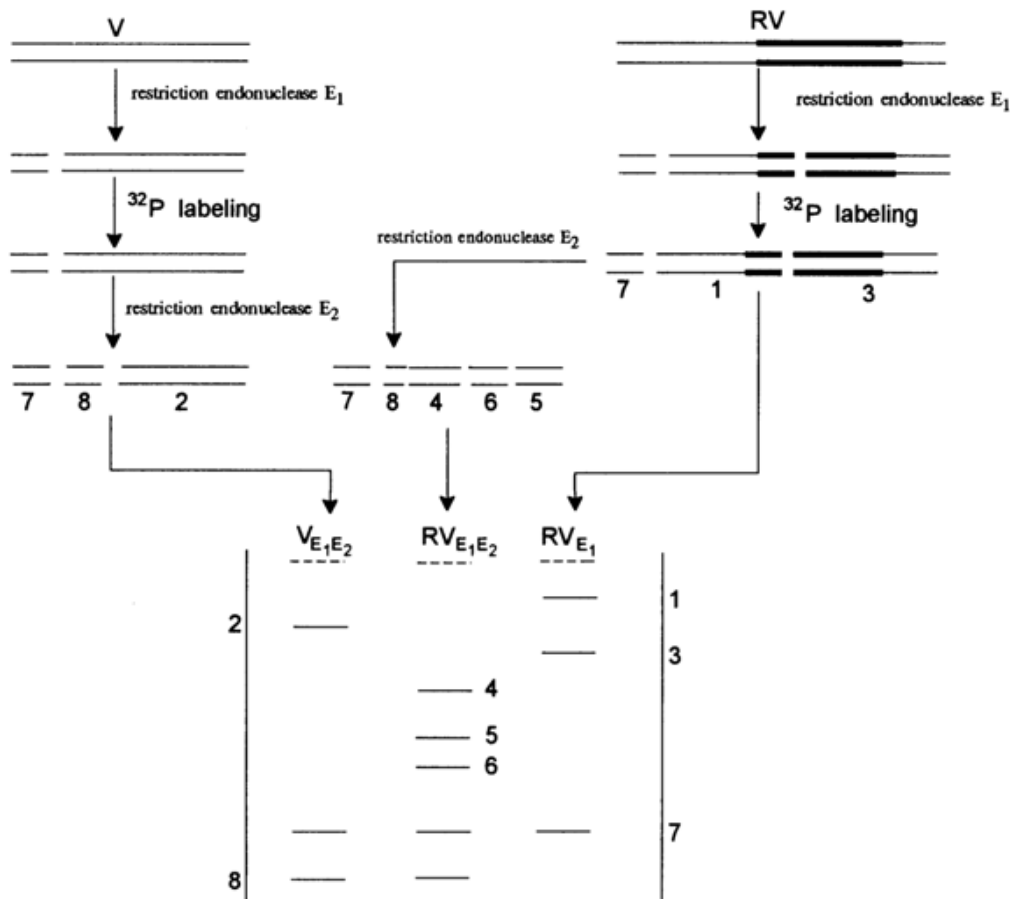 V
RV
restriction endonuclease E1
restriction endonuclease E1
32P labeling
32P labeling
restriction endonuclease E2
7 1 3
restriction endonuclease E2
7 8 2
7 8 4 6 5
VE1E2 RVE1E2 RVE1
1
2
3
4
5
6
7
8